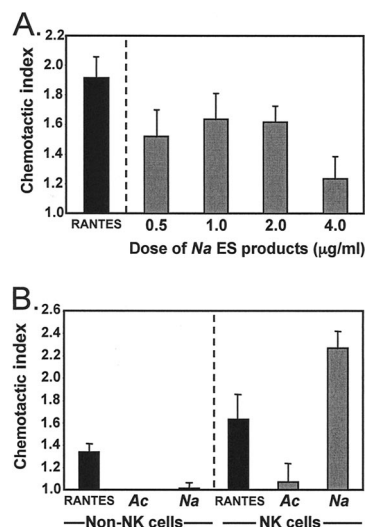 A.
Chemotactic index
2.2
2.0
1.8
1.6
1.4
1.2
1.0
RANTES 0.5 1.0 2.0 4.0
Dose of Na ES products (µg/ml)
B.
Chemotactic index
2.6
2.4
2.2
2.0
1.8
1.6
1.4
1.2
1.0
RANTES Ac Na RANTES Ac Na
Non-NK cells NK cells